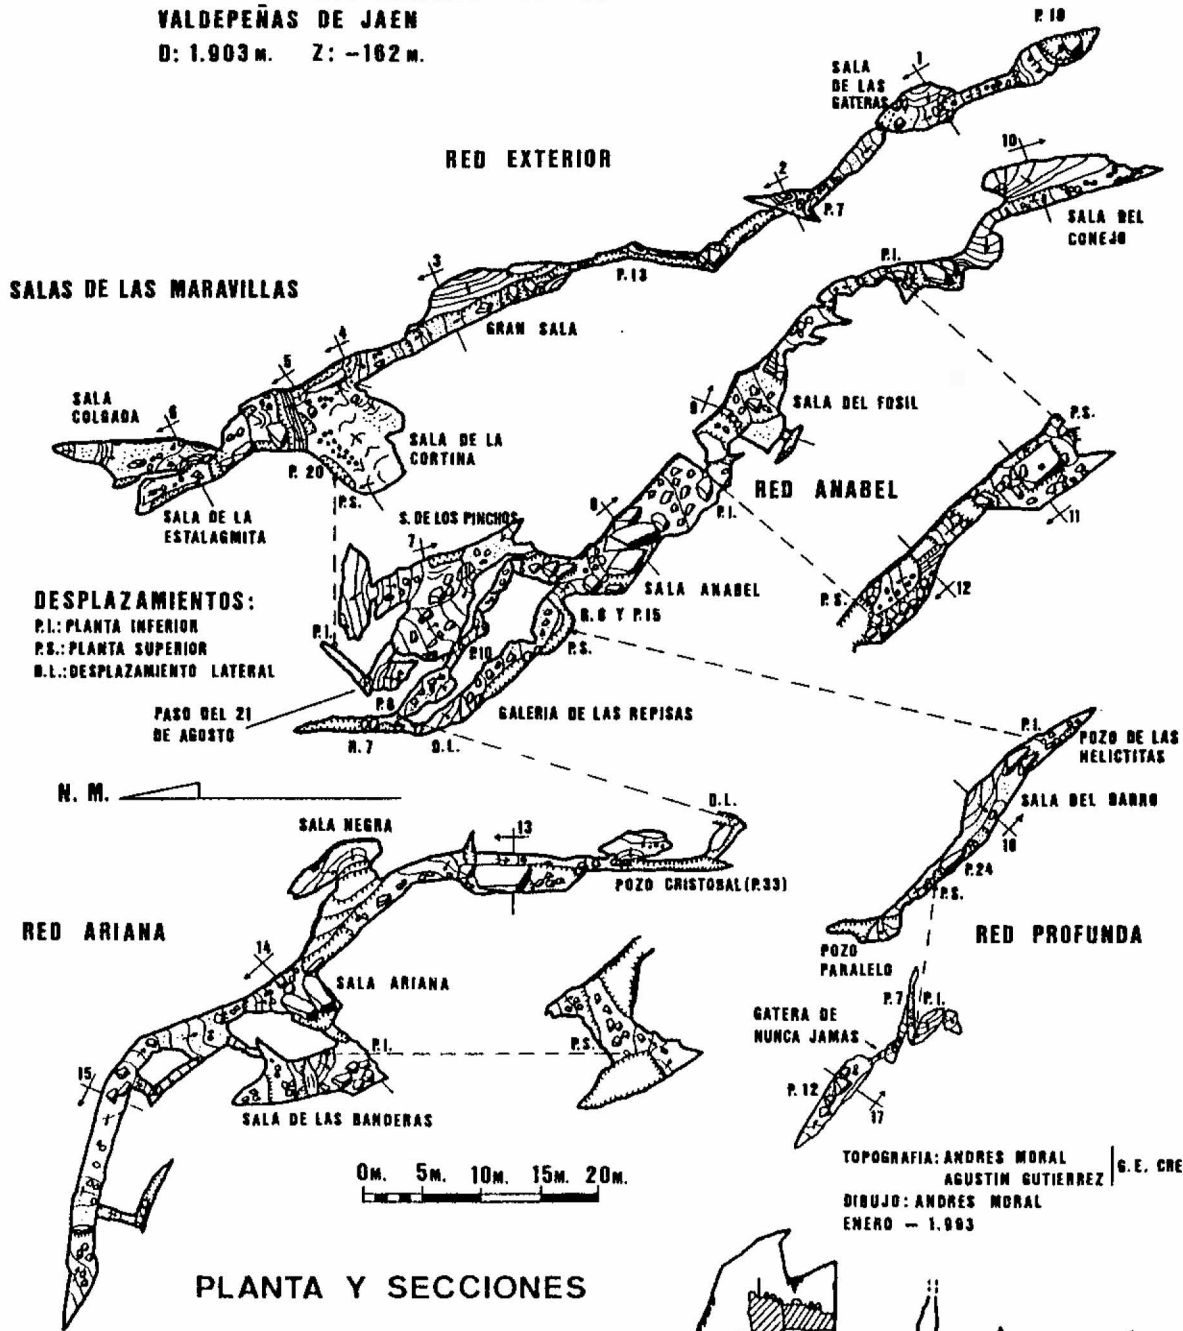 VALDEPEÑAS DE JAEN
D: 1.903 M. Z: -162 M.
P. 18
1
SALA
DE LAS
GATERAS
RED EXTERIOR
10
2
P. 7
SALA DEL
CONEJO
P.I.
3
P. 13
SALAS DE LAS MARAVILLAS
GRAN SALA
4
5
SALA
COLGADA
6
9
SALA DEL FOSIL
P.S.
SALA DE LA
CORTINA
P. 20
P.S.
RED ANABEL
P.I.
11
SALA DE LA
ESTALAGMITA
S. DE LOS PINCHOS
7
8
SALA ANABEL
12
P.S.
DESPLAZAMIENTOS:
P.I.: PLANTA INFERIOR
P.S.: PLANTA SUPERIOR
D.L.: DESPLAZAMIENTO LATERAL
P.I.
R. 8 Y P. 15
P.10
P.S.
PASO DEL 21
DE AGOSTO
P. 8
GALERIA DE LAS REPISAS
R. 7
D.L.
P.I.
POZO DE LAS
HELICTITAS
N. M.
SALA DEL BARRO
D.L.
SALA NEGRA
13
16
P.24
POZO CRISTOBAL (P.33)
P.S.
RED ARIANA
POZO
PARALELO
RED PROFUNDA
14
SALA ARIANA
P.7
P.I.
GATERA DE
NUNCA JAMAS
P.I.
P.S.
15
P. 12
17
SALA DE LAS BANDERAS
0M. 5M. 10M. 15M. 20M.
TOPOGRAFIA: ANDRES MORAL
AGUSTIN GUTIERREZ
G.E. CRE
DIBUJO: ANDRES MORAL
ENERO - 1.993
PLANTA Y SECCIONES